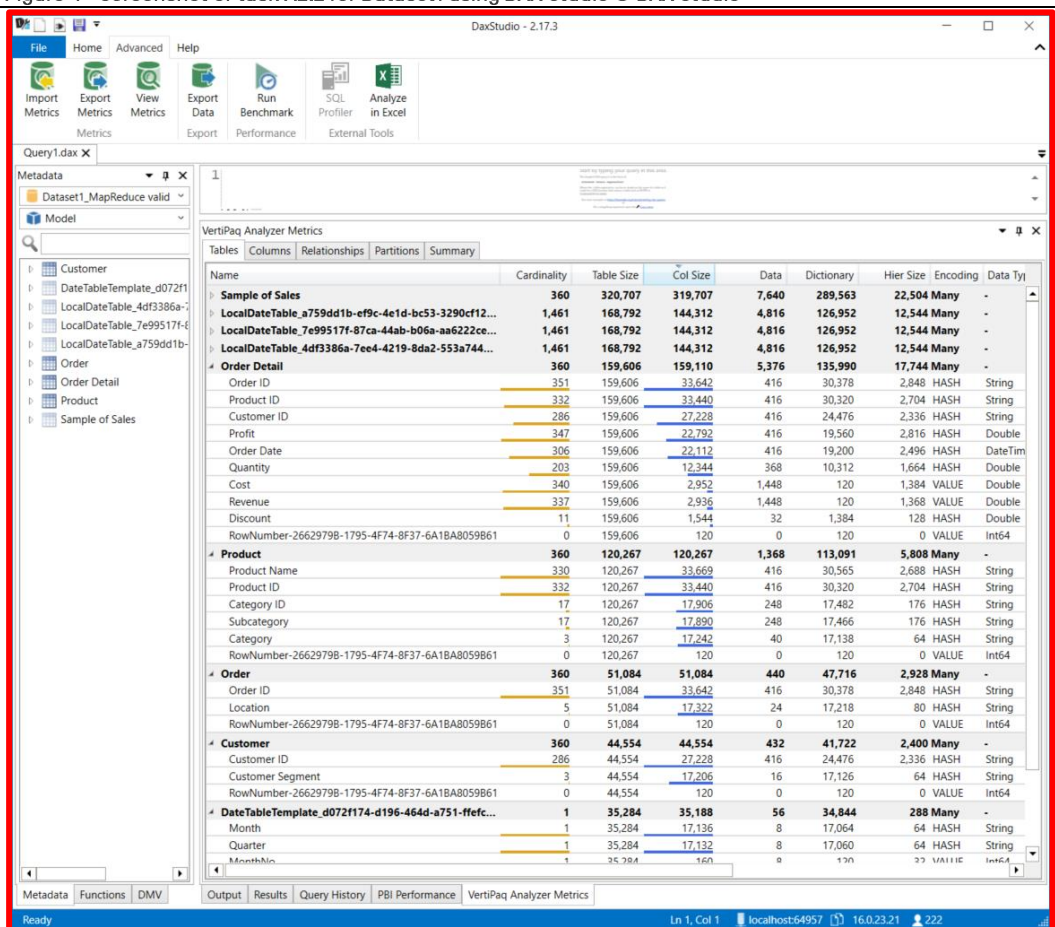 DaxStudio - 2.17.3
File Home Advanced Help
Import Metrics Export Metrics View Metrics Export Data Run Benchmark SQL Profiler Analyze in Excel
Metrics Export Performance External Tools
Query1.dax
Metadata
Dataset1_MapReduce valid
Model
Customer
DateTableTemplate_d072f1
LocalDateTable_4df3386a-7
LocalDateTable_7e99517f-8
LocalDateTable_a759dd1b-
Order
Order Detail
Product
Sample of Sales
1
VertiPaq Analyzer Metrics
Tables Columns Relationships Partitions Summary
Name Cardinality Table Size Col Size Data Dictionary Hier Size Encoding Data Ty
Sample of Sales 360 320,707 319,707 7,640 289,563 22,504 Many -
LocalDateTable_a759dd1b-ef9c-4e1d-bc53-3290cf12... 1,461 168,792 144,312 4,816 126,952 12,544 Many -
LocalDateTable_7e99517f-87ca-44ab-b06a-aa6222ce... 1,461 168,792 144,312 4,816 126,952 12,544 Many -
LocalDateTable_4df3386a-7ee4-4219-8da2-553a744... 1,461 168,792 144,312 4,816 126,952 12,544 Many -
Order Detail 360 159,606 159,110 5,376 135,990 17,744 Many -
Order ID 351 159,606 33,642 416 30,378 2,848 HASH String
Product ID 332 159,606 33,440 416 30,320 2,704 HASH String
Customer ID 286 159,606 27,228 416 24,476 2,336 HASH String
Profit 347 159,606 22,792 416 19,560 2,816 HASH Double
Order Date 306 159,606 22,112 416 19,200 2,496 HASH DateTim
Quantity 203 159,606 12,344 368 10,312 1,664 HASH Double
Cost 340 159,606 2,952 1,448 120 1,384 VALUE Double
Revenue 337 159,606 2,936 1,448 120 1,368 VALUE Double
Discount 11 159,606 1,544 32 1,384 128 HASH Double
RowNumber-2662979B-1795-4F74-8F37-6A1BA8059B61 0 159,606 120 0 120 0 VALUE Int64
Product 360 120,267 120,267 1,368 113,091 5,808 Many -
Product Name 330 120,267 33,669 416 30,565 2,688 HASH String
Product ID 332 120,267 33,440 416 30,320 2,704 HASH String
Category ID 17 120,267 17,906 248 17,482 176 HASH String
Subcategory 17 120,267 17,890 248 17,466 176 HASH String
Category 3 120,267 17,242 40 17,138 64 HASH String
RowNumber-2662979B-1795-4F74-8F37-6A1BA8059B61 0 120,267 120 0 120 0 VALUE Int64
Order 360 51,084 51,084 440 47,716 2,928 Many -
Order ID 351 51,084 33,642 416 30,378 2,848 HASH String
Location 5 51,084 17,322 24 17,218 80 HASH String
RowNumber-2662979B-1795-4F74-8F37-6A1BA8059B61 0 51,084 120 0 120 0 VALUE Int64
Customer 360 44,554 44,554 432 41,722 2,400 Many -
Customer ID 286 44,554 27,228 416 24,476 2,336 HASH String
Customer Segment 3 44,554 17,206 16 17,126 64 HASH String
RowNumber-2662979B-1795-4F74-8F37-6A1BA8059B61 0 44,554 120 0 120 0 VALUE Int64
DateTableTemplate_d072f174-d196-464d-a751-ffefc... 1 35,284 35,188 56 34,844 288 Many -
Month 1 35,284 17,136 8 17,064 64 HASH String
Quarter 1 35,284 17,132 8 17,060 64 HASH String
MonthNo 1 35,284 160 8 120 32 VALUE Int64
Metadata Functions DMV Output Results Query History PBI Performance VertiPaq Analyzer Metrics
Ready Ln 1, Col 1 localhost:64957 16.0.23.21 222